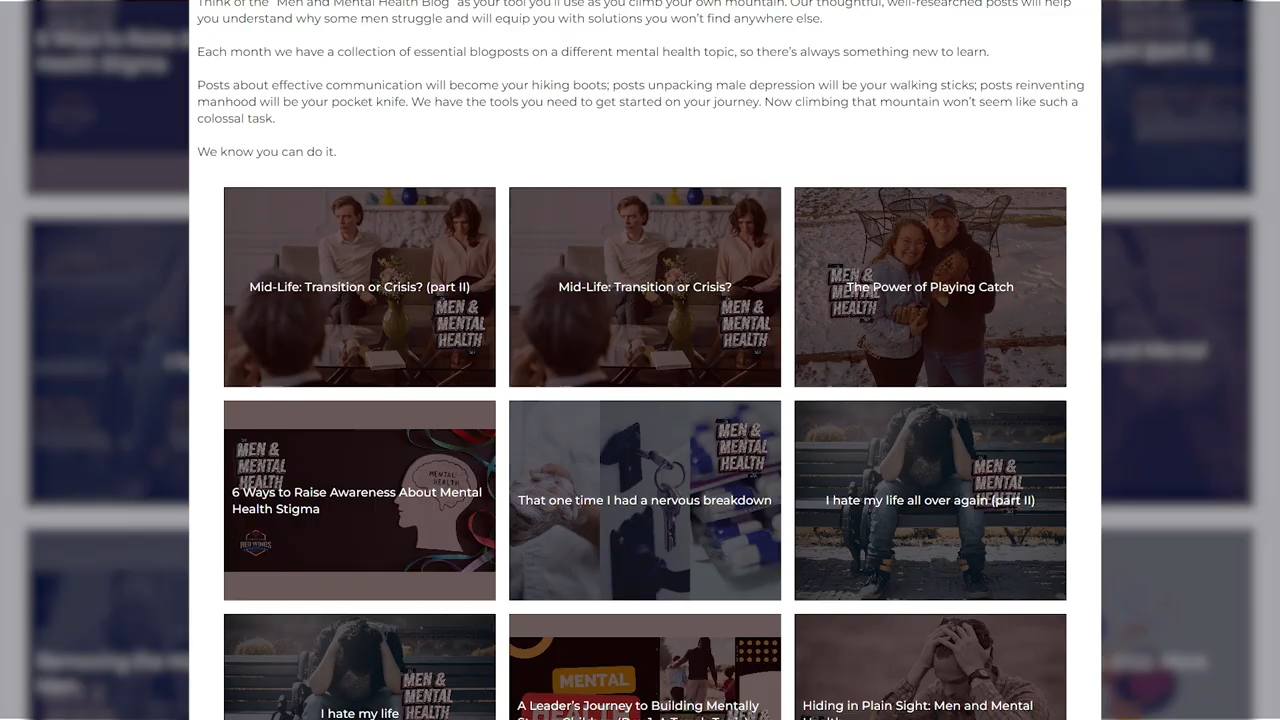 Think of the "Men and Mental Health Blog" as your tool you'll use as you climb your own mountain. Our thoughtful, well-researched posts will help
you understand why some men struggle and will equip you with solutions you won't find anywhere else.
Each month we have a collection of essential blogposts on a different mental health topic, so there's always something new to learn.
Posts about effective communication will become your hiking boots; posts unpacking male depression will be your walking sticks; posts reinventing
manhood will be your pocket knife. We have the tools you need to get started on your journey. Now climbing that mountain won't seem like such a
colossal task.
We know you can do it.
Mid-Life: Transition or Crisis? (part II)
MEN &
MENTAL
HEALTH
Mid-Life: Transition or Crisis?
MEN &
MENTAL
HEALTH
The Power of Playing Catch
MEN &
MENTAL
HEALTH
MEN &
MENTAL
HEALTH
MENTAL
HEALTH
6 Ways to Raise Awareness About Mental
Health Stigma
RED WINGS
MEN &
MENTAL
HEALTH
That one time I had a nervous breakdown
MEN &
MENTAL
HEALTH
I hate my life all over again (part II)
MEN &
MENTAL
HEALTH
I hate my life
MENTAL
A Leader's Journey to Building Mentally
Hiding in Plain Sight: Men and Mental